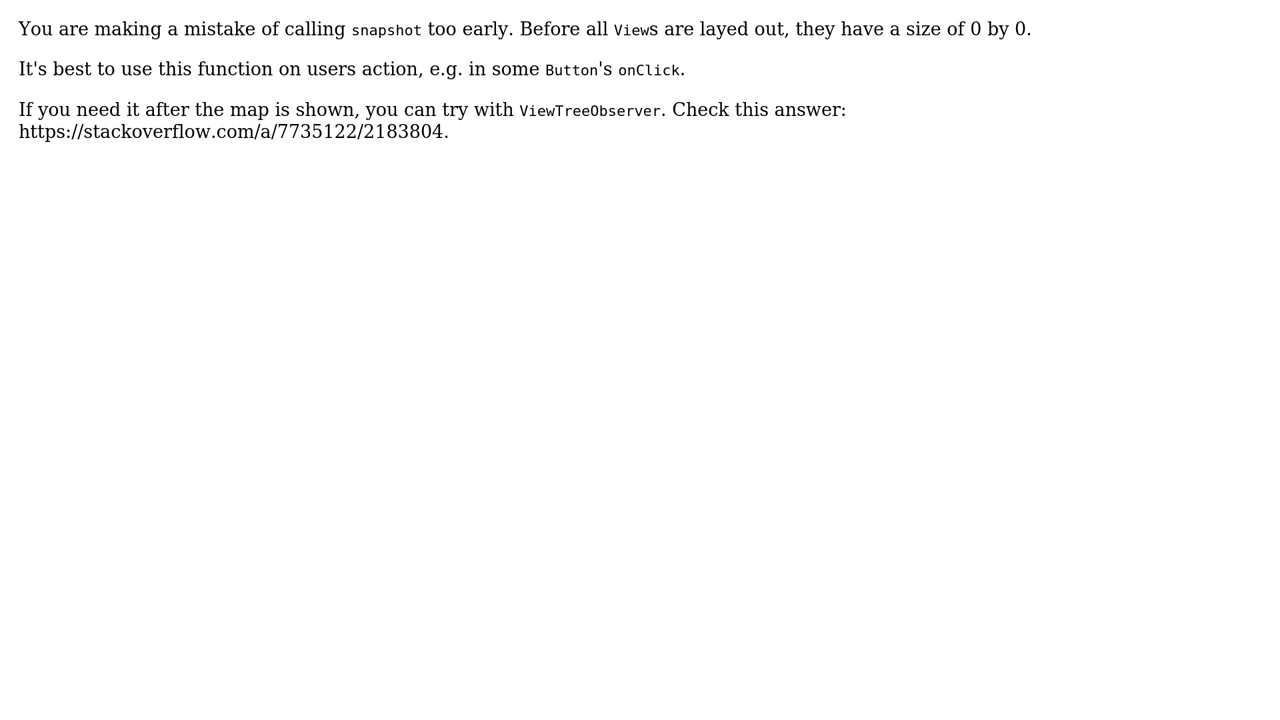 You are making a mistake of calling snapshot too early. Before all Views are layed out, they have a size of 0 by 0.
It's best to use this function on users action, e.g. in some Button's onClick.
If you need it after the map is shown, you can try with ViewTreeObserver. Check this answer:
https://stackoverflow.com/a/7735122/2183804.